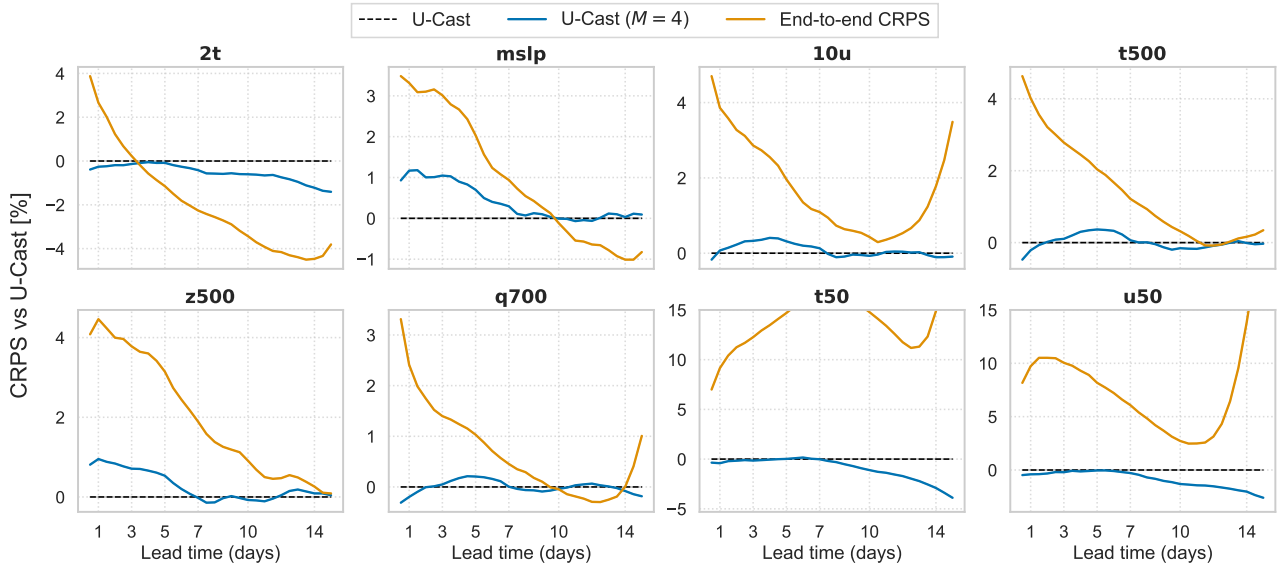 U-Cast U-Cast (M = 4) End-to-end CRPS
CRPS vs U-Cast [%]
2t
4
2
0
−2
−4
mslp
3
2
1
0
−1
10u
4
2
0
t500
4
2
0
z500
4
2
0
1 3 5 7 10 14
Lead time (days)
q700
3
2
1
0
1 3 5 7 10 14
Lead time (days)
t50
15
10
5
0
−5
1 3 5 7 10 14
Lead time (days)
u50
15
10
5
0
1 3 5 7 10 14
Lead time (days)